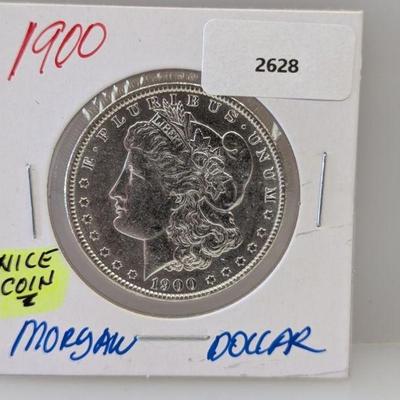 1900
2628
E·PLURIBUS·UNUM
LIBERTY
1900
NICE
COIN
MORGAN DOLLAR